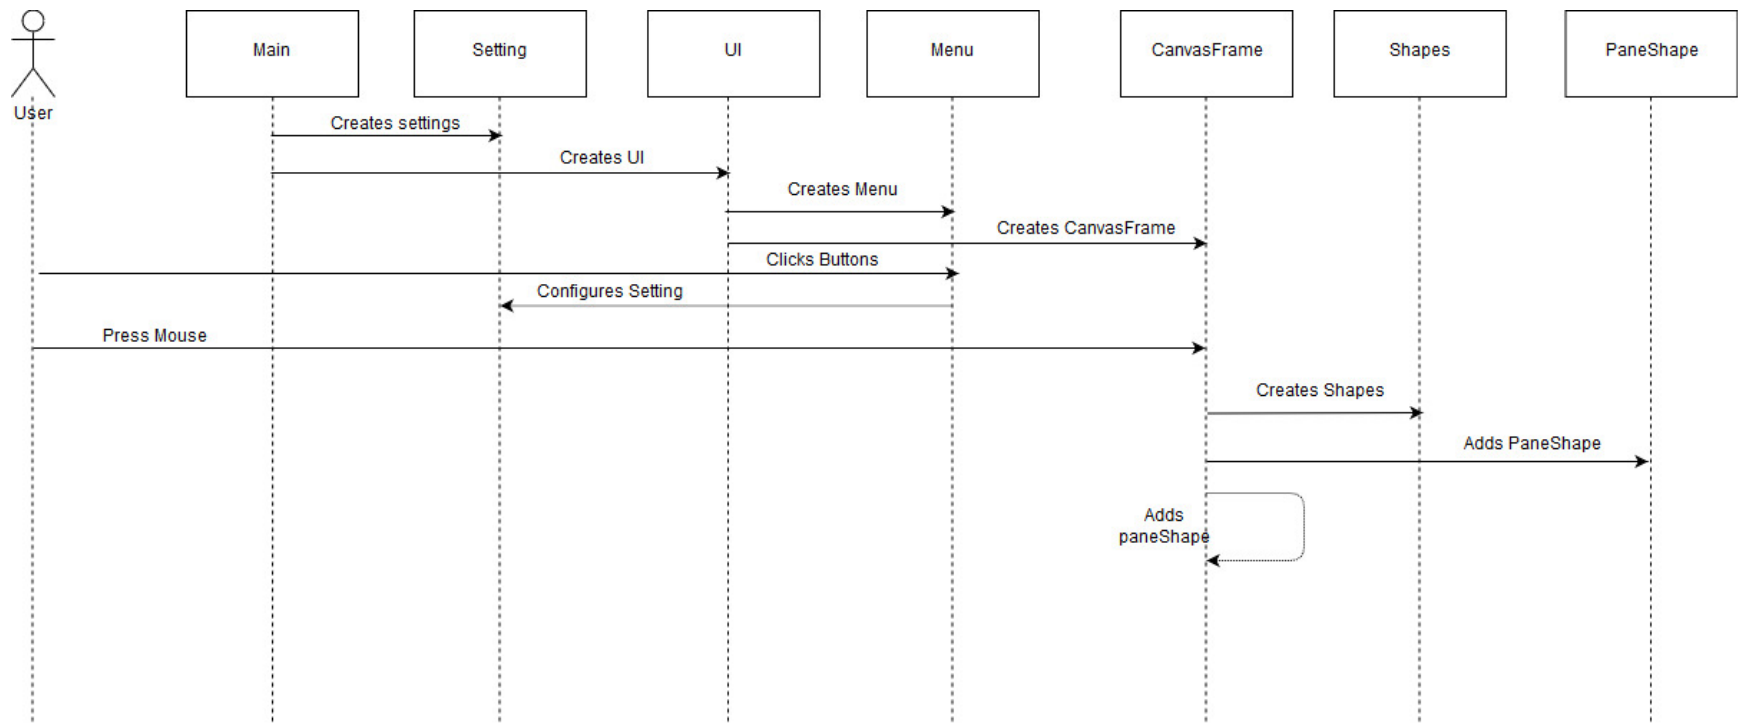 Main
Setting
UI
Menu
CanvasFrame
Shapes
PaneShape
User
Creates settings
Creates UI
Creates Menu
Creates CanvasFrame
Clicks Buttons
Configures Setting
Press Mouse
Creates Shapes
Adds PaneShape
Adds
paneShape